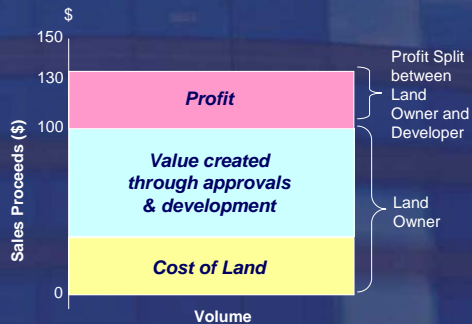 $
150
130
100
0
Sales Proceeds ($)
Profit
Value created
through approvals
& development
Cost of Land
Volume
Profit Split
between
Land
Owner and
Developer
Land
Owner